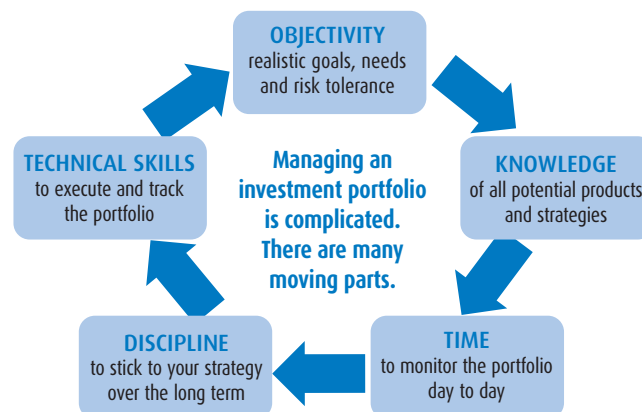 OBJECTIVITY
realistic goals, needs
and risk tolerance
KNOWLEDGE
of all potential products
and strategies
TIME
to monitor the portfolio
day to day
DISCIPLINE
to stick to your strategy
over the long term
TECHNICAL SKILLS
to execute and track
the portfolio
Managing an
investment portfolio
is complicated.
There are many
moving parts.